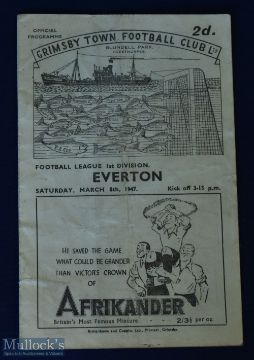 OFFICIAL
PROGRAMME
2d.
GRIMSBY TOWN FOOTBALL CLUB LTD
BLUNDELL PARK,
CLEETHORPES
FOOTBALL LEAGUE 1st DIVISION.
EVERTON
SATURDAY, MARCH 8th, 1947. Kick off 3-15 p.m.
HE SAVED THE GAME
WHAT COULD BE GRANDER
THAN VICTOR'S CROWN
OF
AFRIKANDER
Britain's Most Famous Mixture 2/3½ per oz.
Mullock's